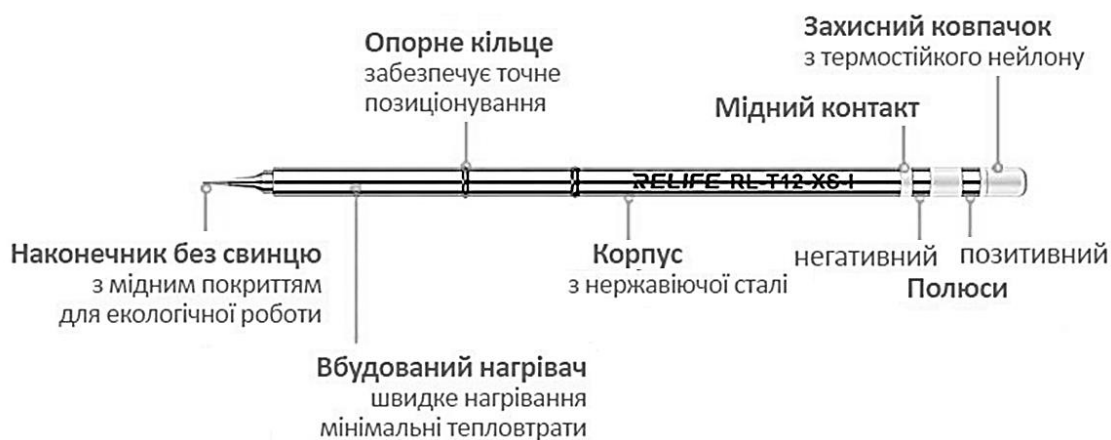 Захисний ковпачок
з термостійкого нейлону
Опорне кільце
забезпечує точне
позиціонування
Мідний контакт
RELIFE RL-T12-XS-I
Наконечник без свинцю
з мідним покриттям
для екологічної роботи
Корпус
з нержавіючої сталі
негативний
позитивний
Полюси
Вбудований нагрівач
швидке нагрівання
мінімальні тепловтрати